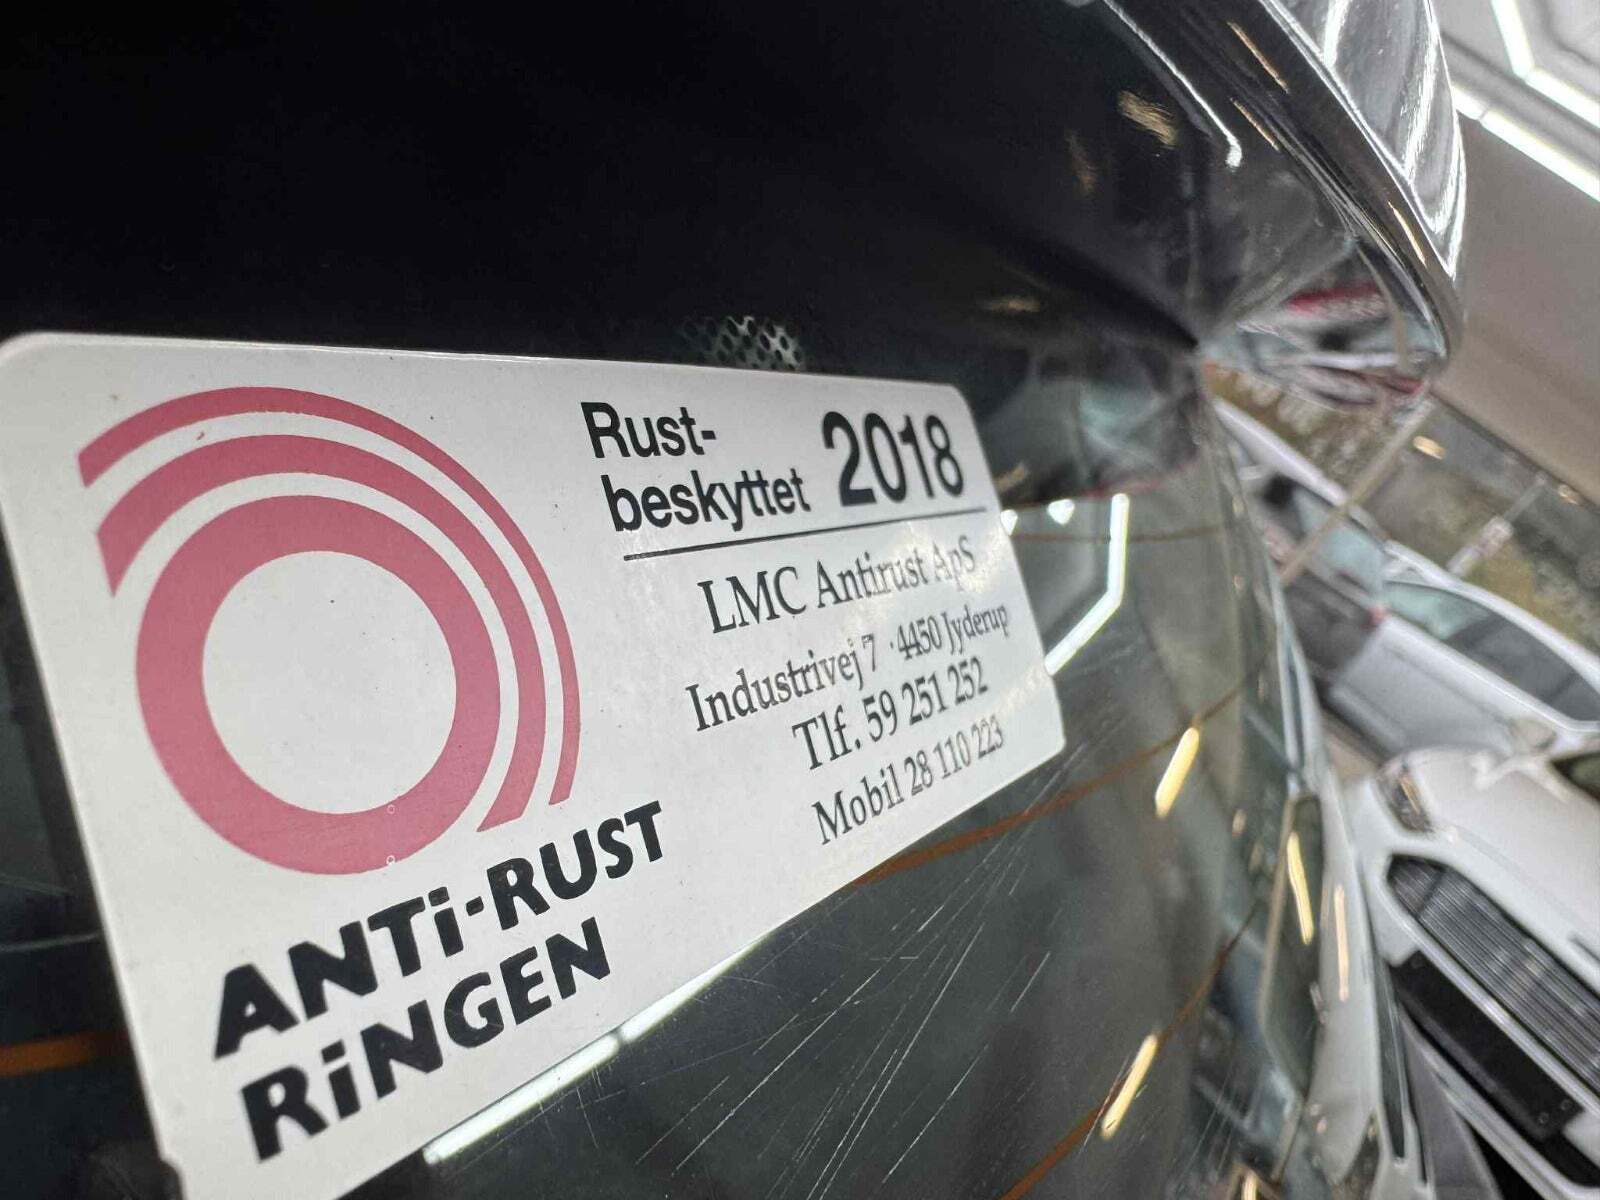 Rust-
beskyttet 2018
LMC Antirust ApS
Industrivej 7 · 4450 Jyderup
Tlf. 59 251 252
Mobil 28 110 223
ANTi-RUST
RiNGEN